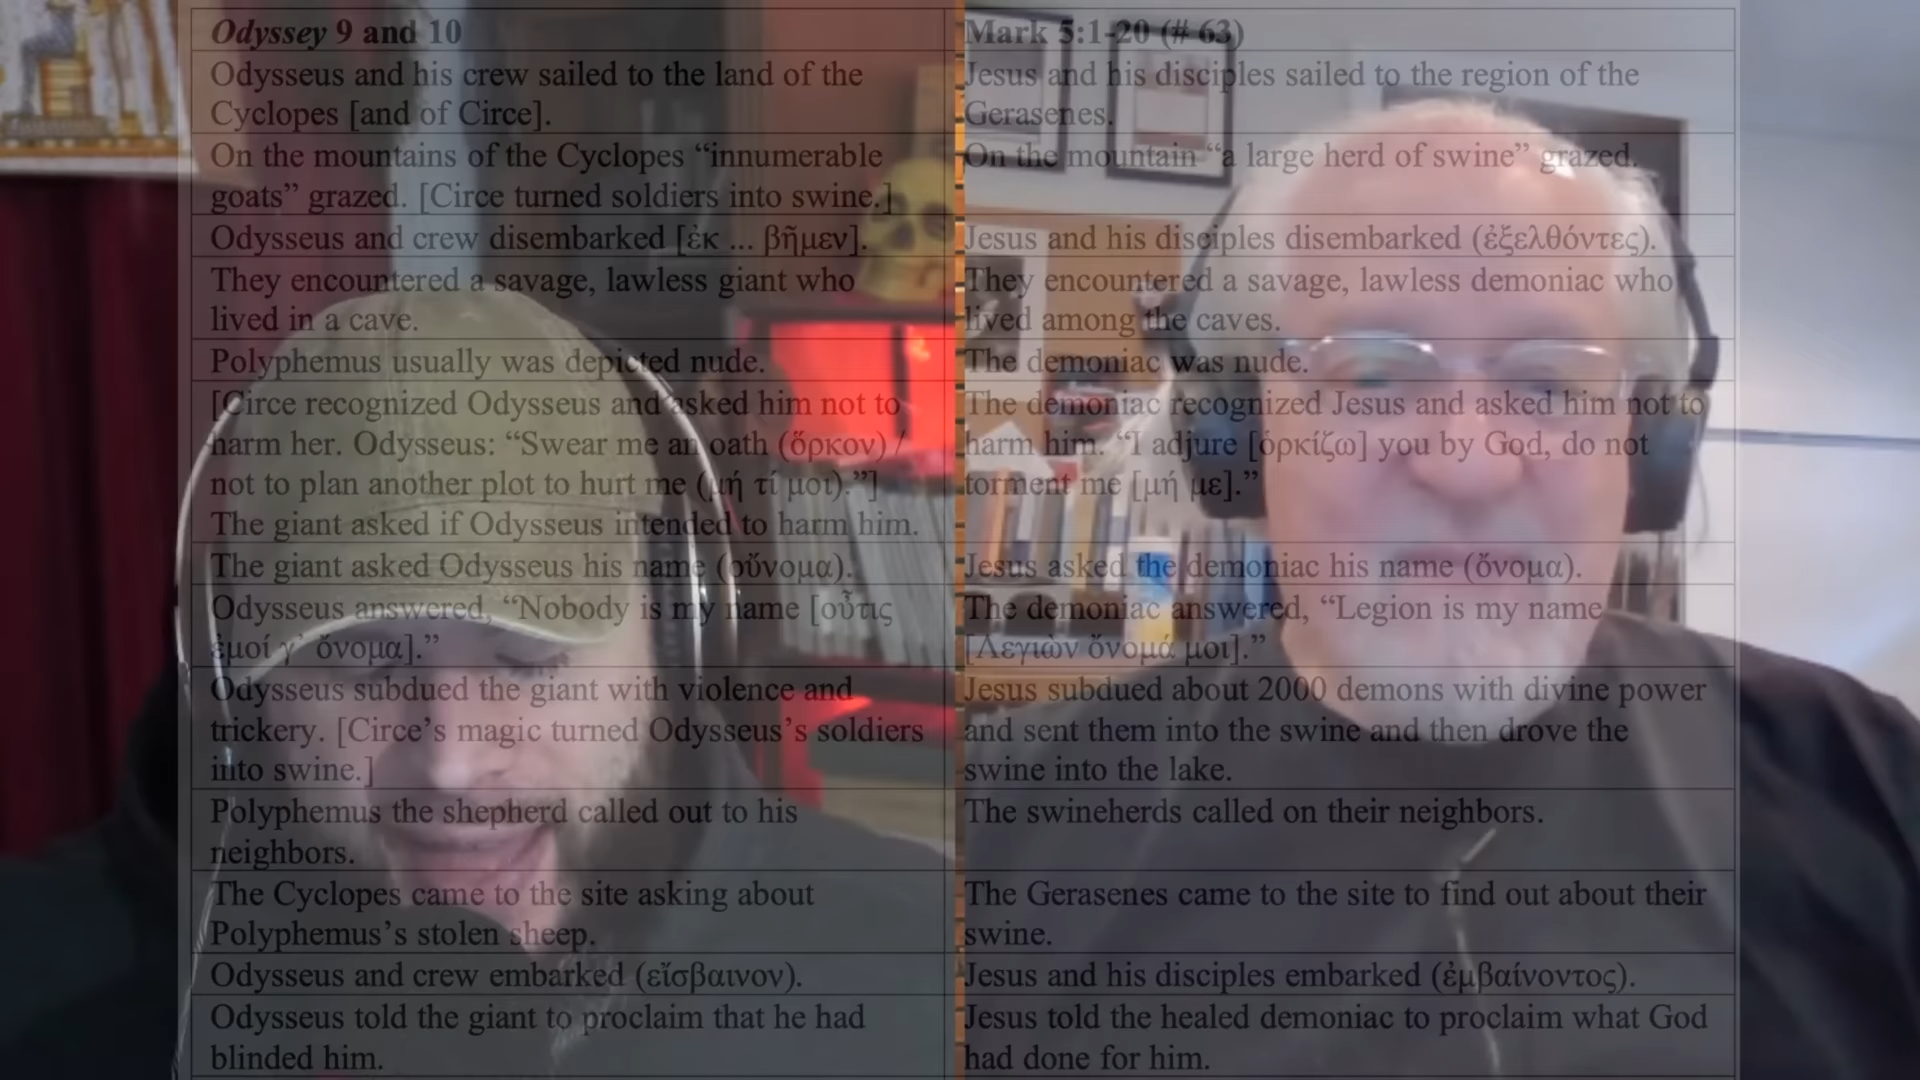 Odyssey 9 and 10
Mark 5:1-20 (# 63)
Odysseus and his crew sailed to the land of the
Cyclopes [and of Circe].
Jesus and his disciples sailed to the region of the
Gerasenes.
On the mountains of the Cyclopes “innumerable
goats” grazed. [Circe turned soldiers into swine.]
On the mountain “a large herd of swine” grazed.
Odysseus and crew disembarked [ἐκ ... βῆμεν].
Jesus and his disciples disembarked (ἐξελθόντες).
They encountered a savage, lawless giant who
lived in a cave.
They encountered a savage, lawless demoniac who
lived among the caves.
Polyphemus usually was depicted nude.
The demoniac was nude.
[Circe recognized Odysseus and asked him not to
harm her. Odysseus: “Swear me an oath (ὅρκον) /
not to plan another plot to hurt me (μή τί μοι).”]
The giant asked if Odysseus intended to harm him.
The demoniac recognized Jesus and asked him not to
harm him. “I adjure [ὁρκίζω] you by God, do not
torment me [μή με].”
The giant asked Odysseus his name (οὔνομα).
Jesus asked the demoniac his name (ὄνομα).
Odysseus answered, “Nobody is my name [οὖτις
ἐμοί γ’ ὄνομα].”
The demoniac answered, “Legion is my name
[Λεγιὼν ὄνομά μοι].”
Odysseus subdued the giant with violence and
trickery. [Circe’s magic turned Odysseus’s soldiers
into swine.]
Jesus subdued about 2000 demons with divine power
and sent them into the swine and then drove the
swine into the lake.
Polyphemus the shepherd called out to his
neighbors.
The swineherds called on their neighbors.
The Cyclopes came to the site asking about
Polyphemus’s stolen sheep.
The Gerasenes came to the site to find out about their
swine.
Odysseus and crew embarked (εἴσβαινον).
Jesus and his disciples embarked (ἐμβαίνοντος).
Odysseus told the giant to proclaim that he had
blinded him.
Jesus told the healed demoniac to proclaim what God
had done for him.